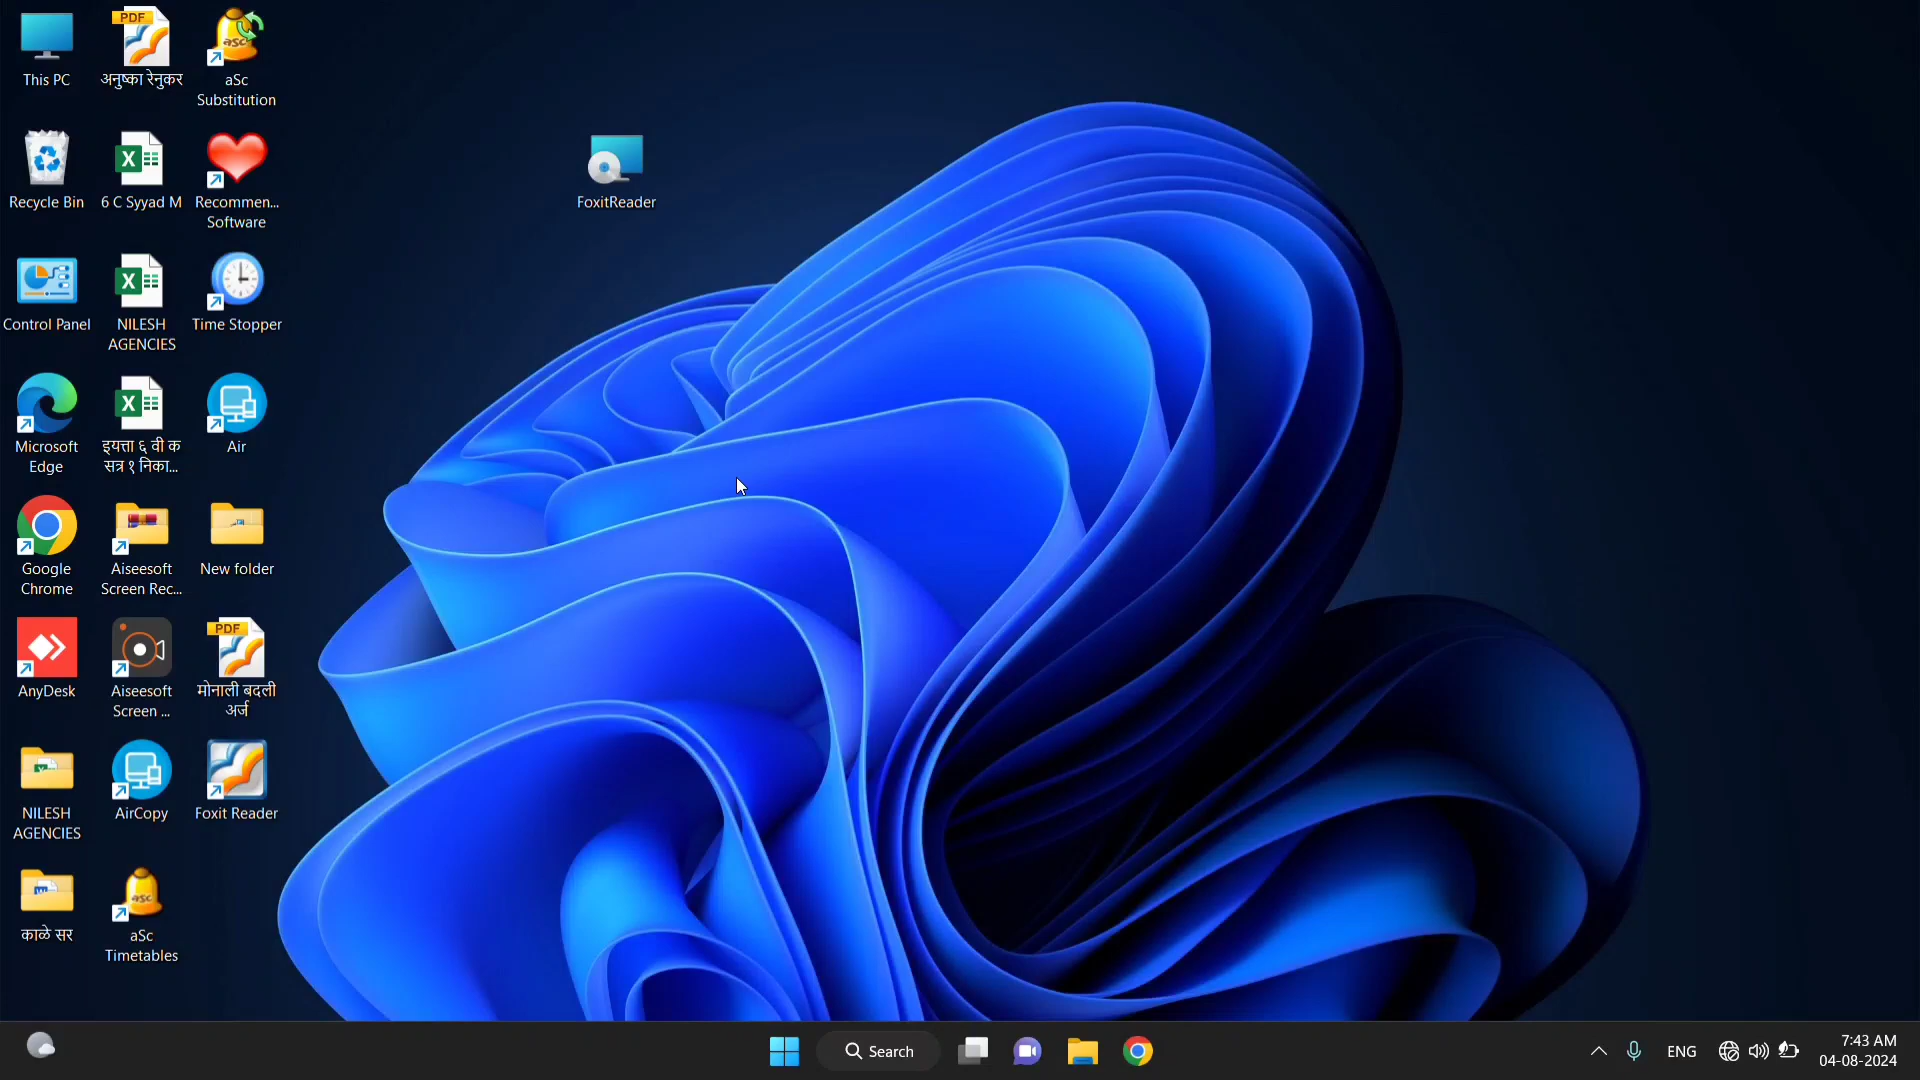 This PC
PDF
अनुष्का रेनुकर
aSc
aSc
Substitution
Recycle Bin
X
6 C Syyad M
Recommen...
Software
FoxitReader
Control Panel
X
NILESH
AGENCIES
Time Stopper
Microsoft
Edge
X
इयत्ता ६ वी क
सत्र १ निका...
Air
Google
Chrome
Aiseesoft
Screen Rec...
New folder
AnyDesk
Aiseesoft
Screen ...
PDF
मोनाली बदली
अर्ज
NILESH
AGENCIES
AirCopy
Foxit Reader
काळे सर
aSc
aSc
Timetables
Search
ENG
7:43 AM
04-08-2024